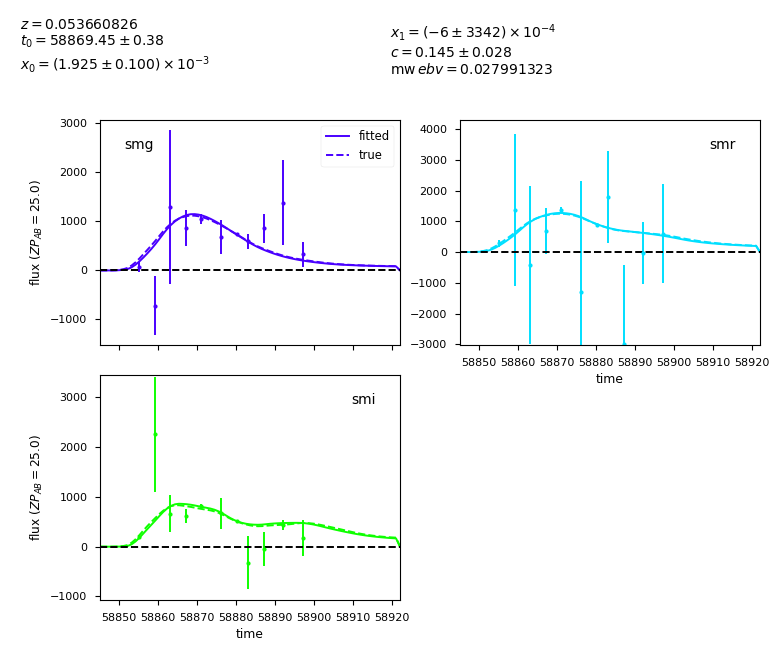 z = 0.053660826
t₀ = 58869.45 ± 0.38
x₀ = (1.925 ± 0.100) × 10⁻³
x₁ = (−6 ± 3342) × 10⁻⁴
c = 0.145 ± 0.028
mw ebv = 0.027991323
smg
fitted
true
3000
2000
1000
0
−1000
flux (ZP_AB = 25.0)
smr
4000
3000
2000
1000
0
−1000
−2000
−3000
58850 58860 58870 58880 58890 58900 58910 58920
time
smi
3000
2000
1000
0
−1000
flux (ZP_AB = 25.0)
58850 58860 58870 58880 58890 58900 58910 58920
time